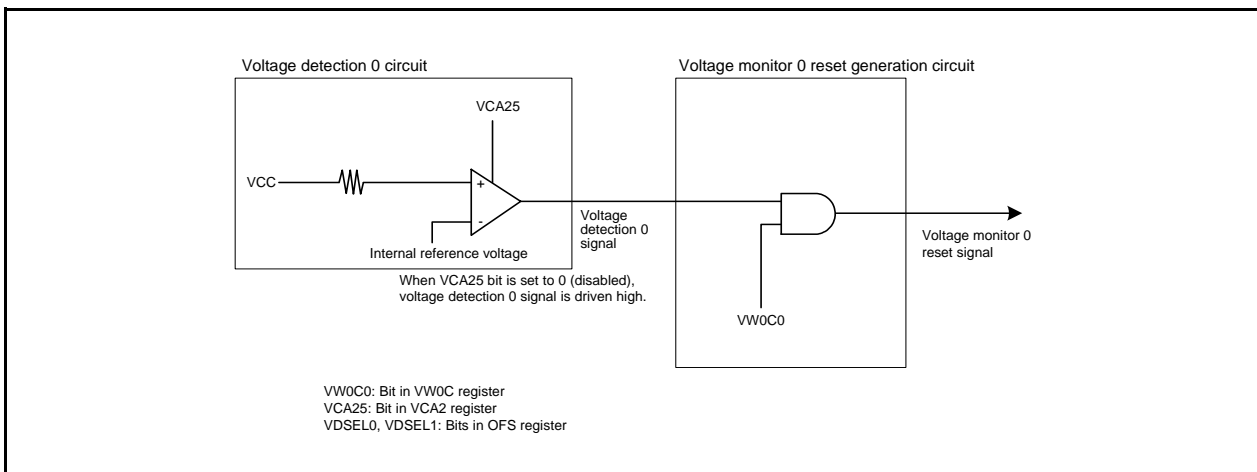 Voltage detection 0 circuit
Voltage monitor 0 reset generation circuit
VCA25
VCC
+
-
Internal reference voltage
Voltage
detection 0
signal
When VCA25 bit is set to 0 (disabled),
voltage detection 0 signal is driven high.
VW0C0
Voltage monitor 0
reset signal
VW0C0: Bit in VW0C register
VCA25: Bit in VCA2 register
VDSEL0, VDSEL1: Bits in OFS register